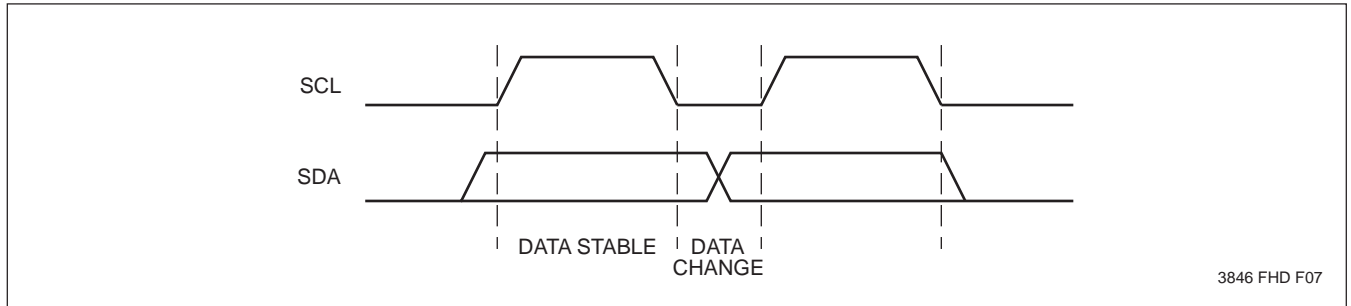 SCL
SDA
DATA STABLE
DATA
CHANGE
3846 FHD F07